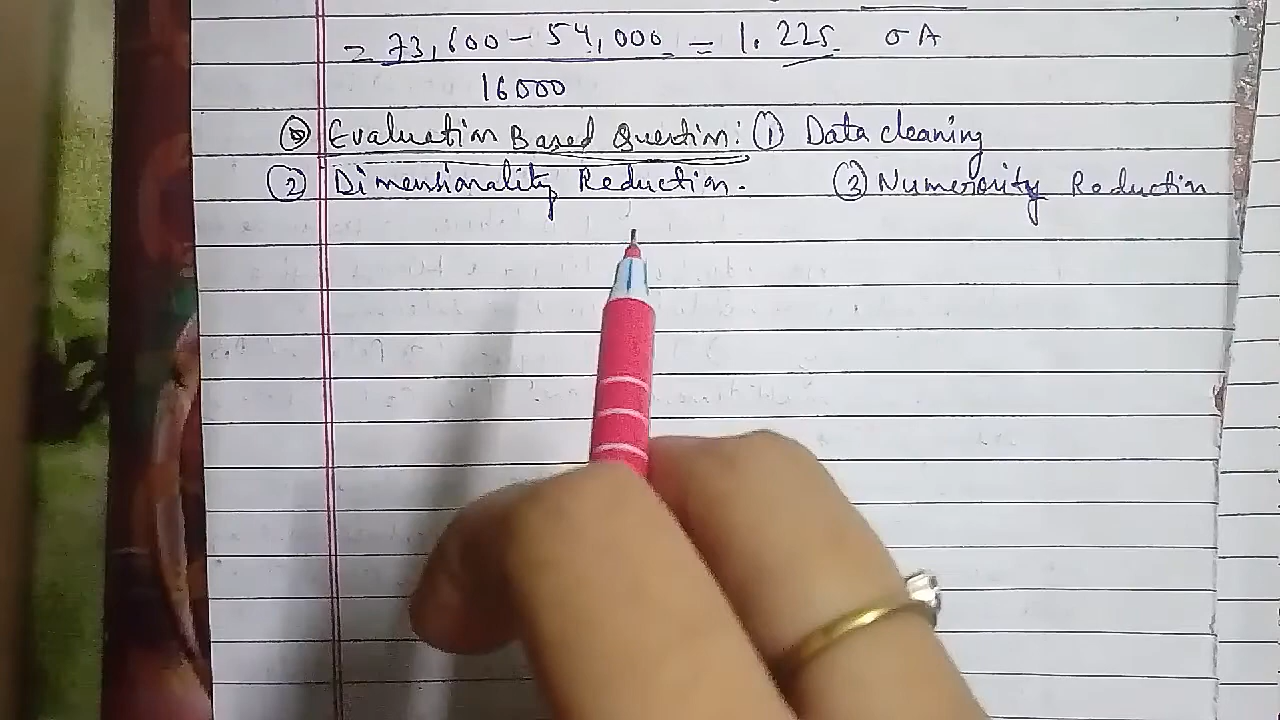 = 73,600 - 54,000 = 1.225 σA
16000
Evaluation Based Question: ① Data cleaning
② Dimensionality Reduction. ③ Numerority Reduction